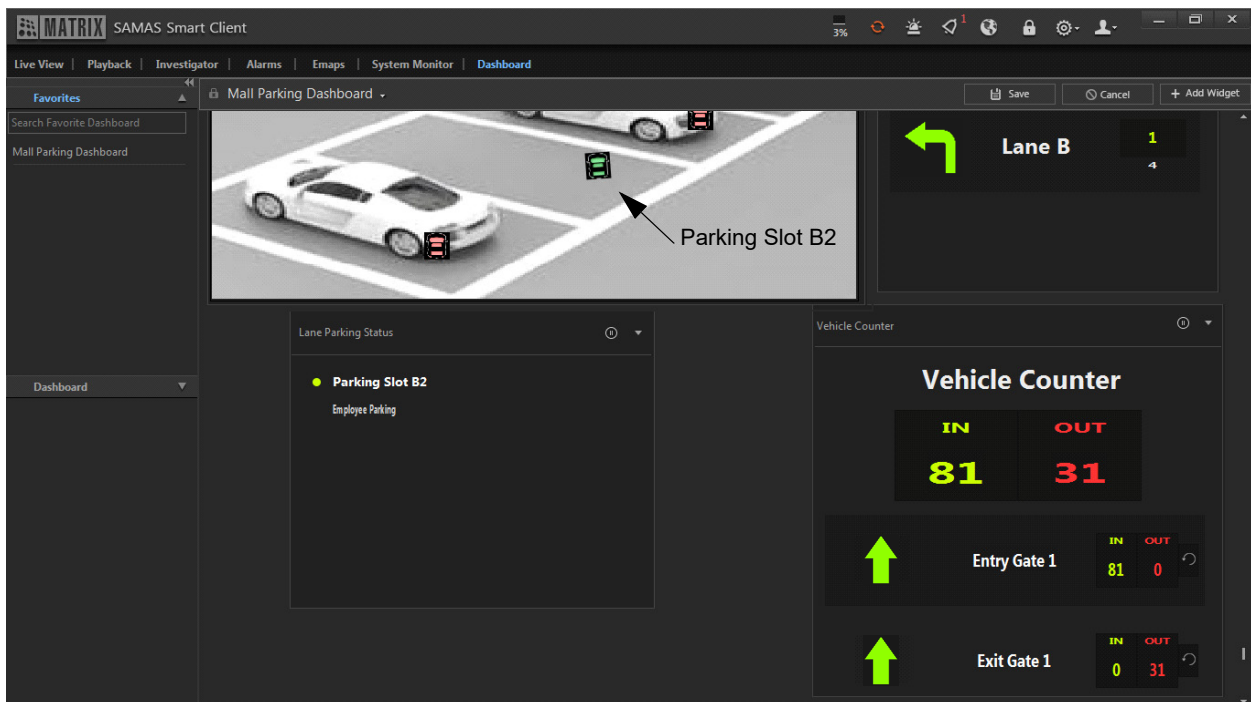 MATRIX SAMAS Smart Client
3%
1
Live View | Playback | Investigator | Alarms | Emaps | System Monitor | Dashboard
Favorites
Mall Parking Dashboard
Save
Cancel
+ Add Widget
Search Favorite Dashboard
Mall Parking Dashboard
Dashboard
Parking Slot B2
Lane B
1
4
Lane Parking Status
Parking Slot B2
Employee Parking
Vehicle Counter
Vehicle Counter
IN OUT
81 31
Entry Gate 1
IN OUT
81 0
Exit Gate 1
IN OUT
0 31